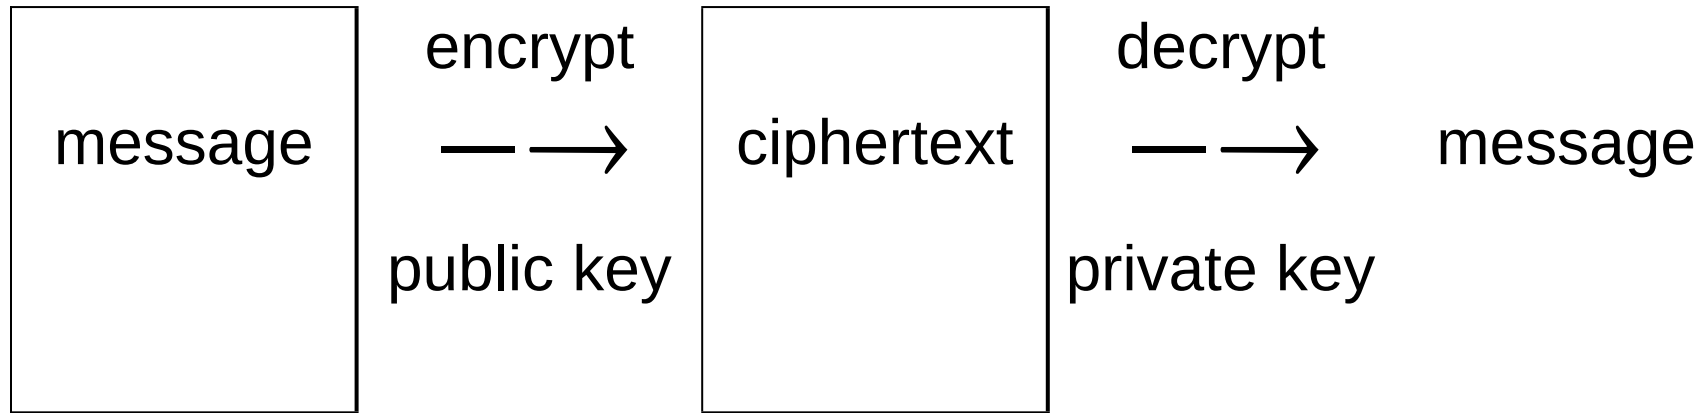 message
encrypt
public key
ciphertext
decrypt
private key
message